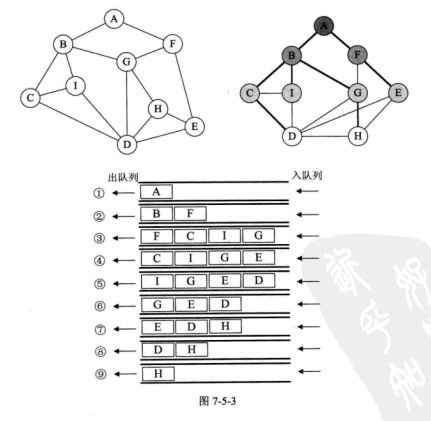 A
B
F
G
I
C
H
E
D
A
B
F
C
I
G
E
D
H
出队列 入队列
① A
② B F
③ F C I G
④ C I G E
⑤ I G E D
⑥ G E D
⑦ E D H
⑧ D H
⑨ H
图 7-5-3